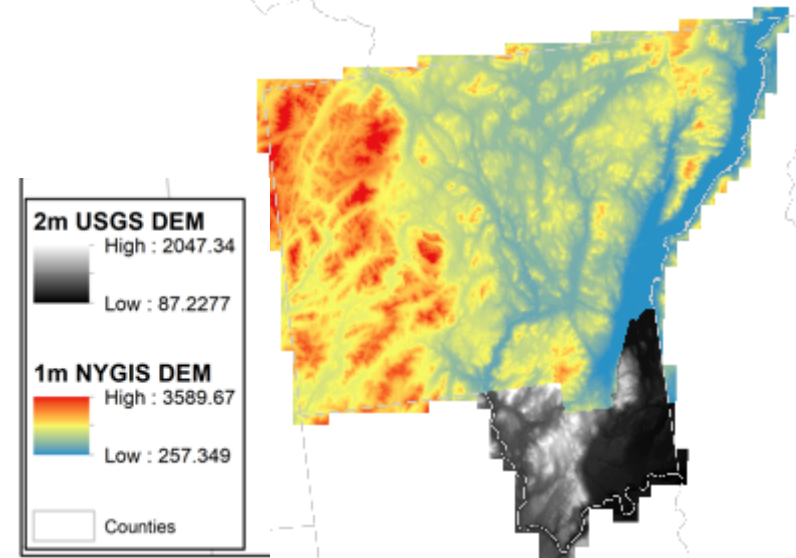 2m USGS DEM
High : 2047.34
Low : 87.2277
1m NYGIS DEM
High : 3589.67
Low : 257.349
Counties